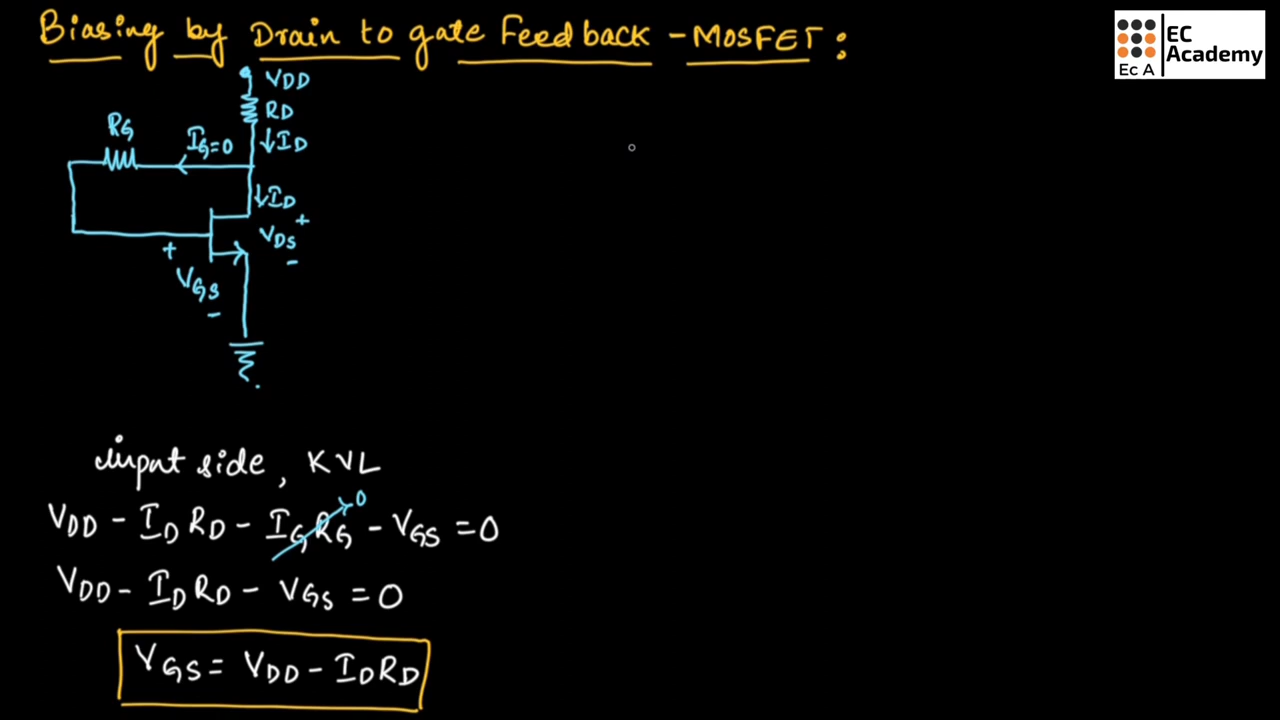 Biasing by Drain to gate Feedback - MOSFET :
EC
Academy
Ec A
VDD
RD
RG
IG=0
↓ID
↓ID
+
VDS
-
+
VGS
-
input side, KVL
VDD - IDRD - IGRG - VGS = 0
0
VDD - IDRD - VGS = 0
VGS = VDD - IDRD